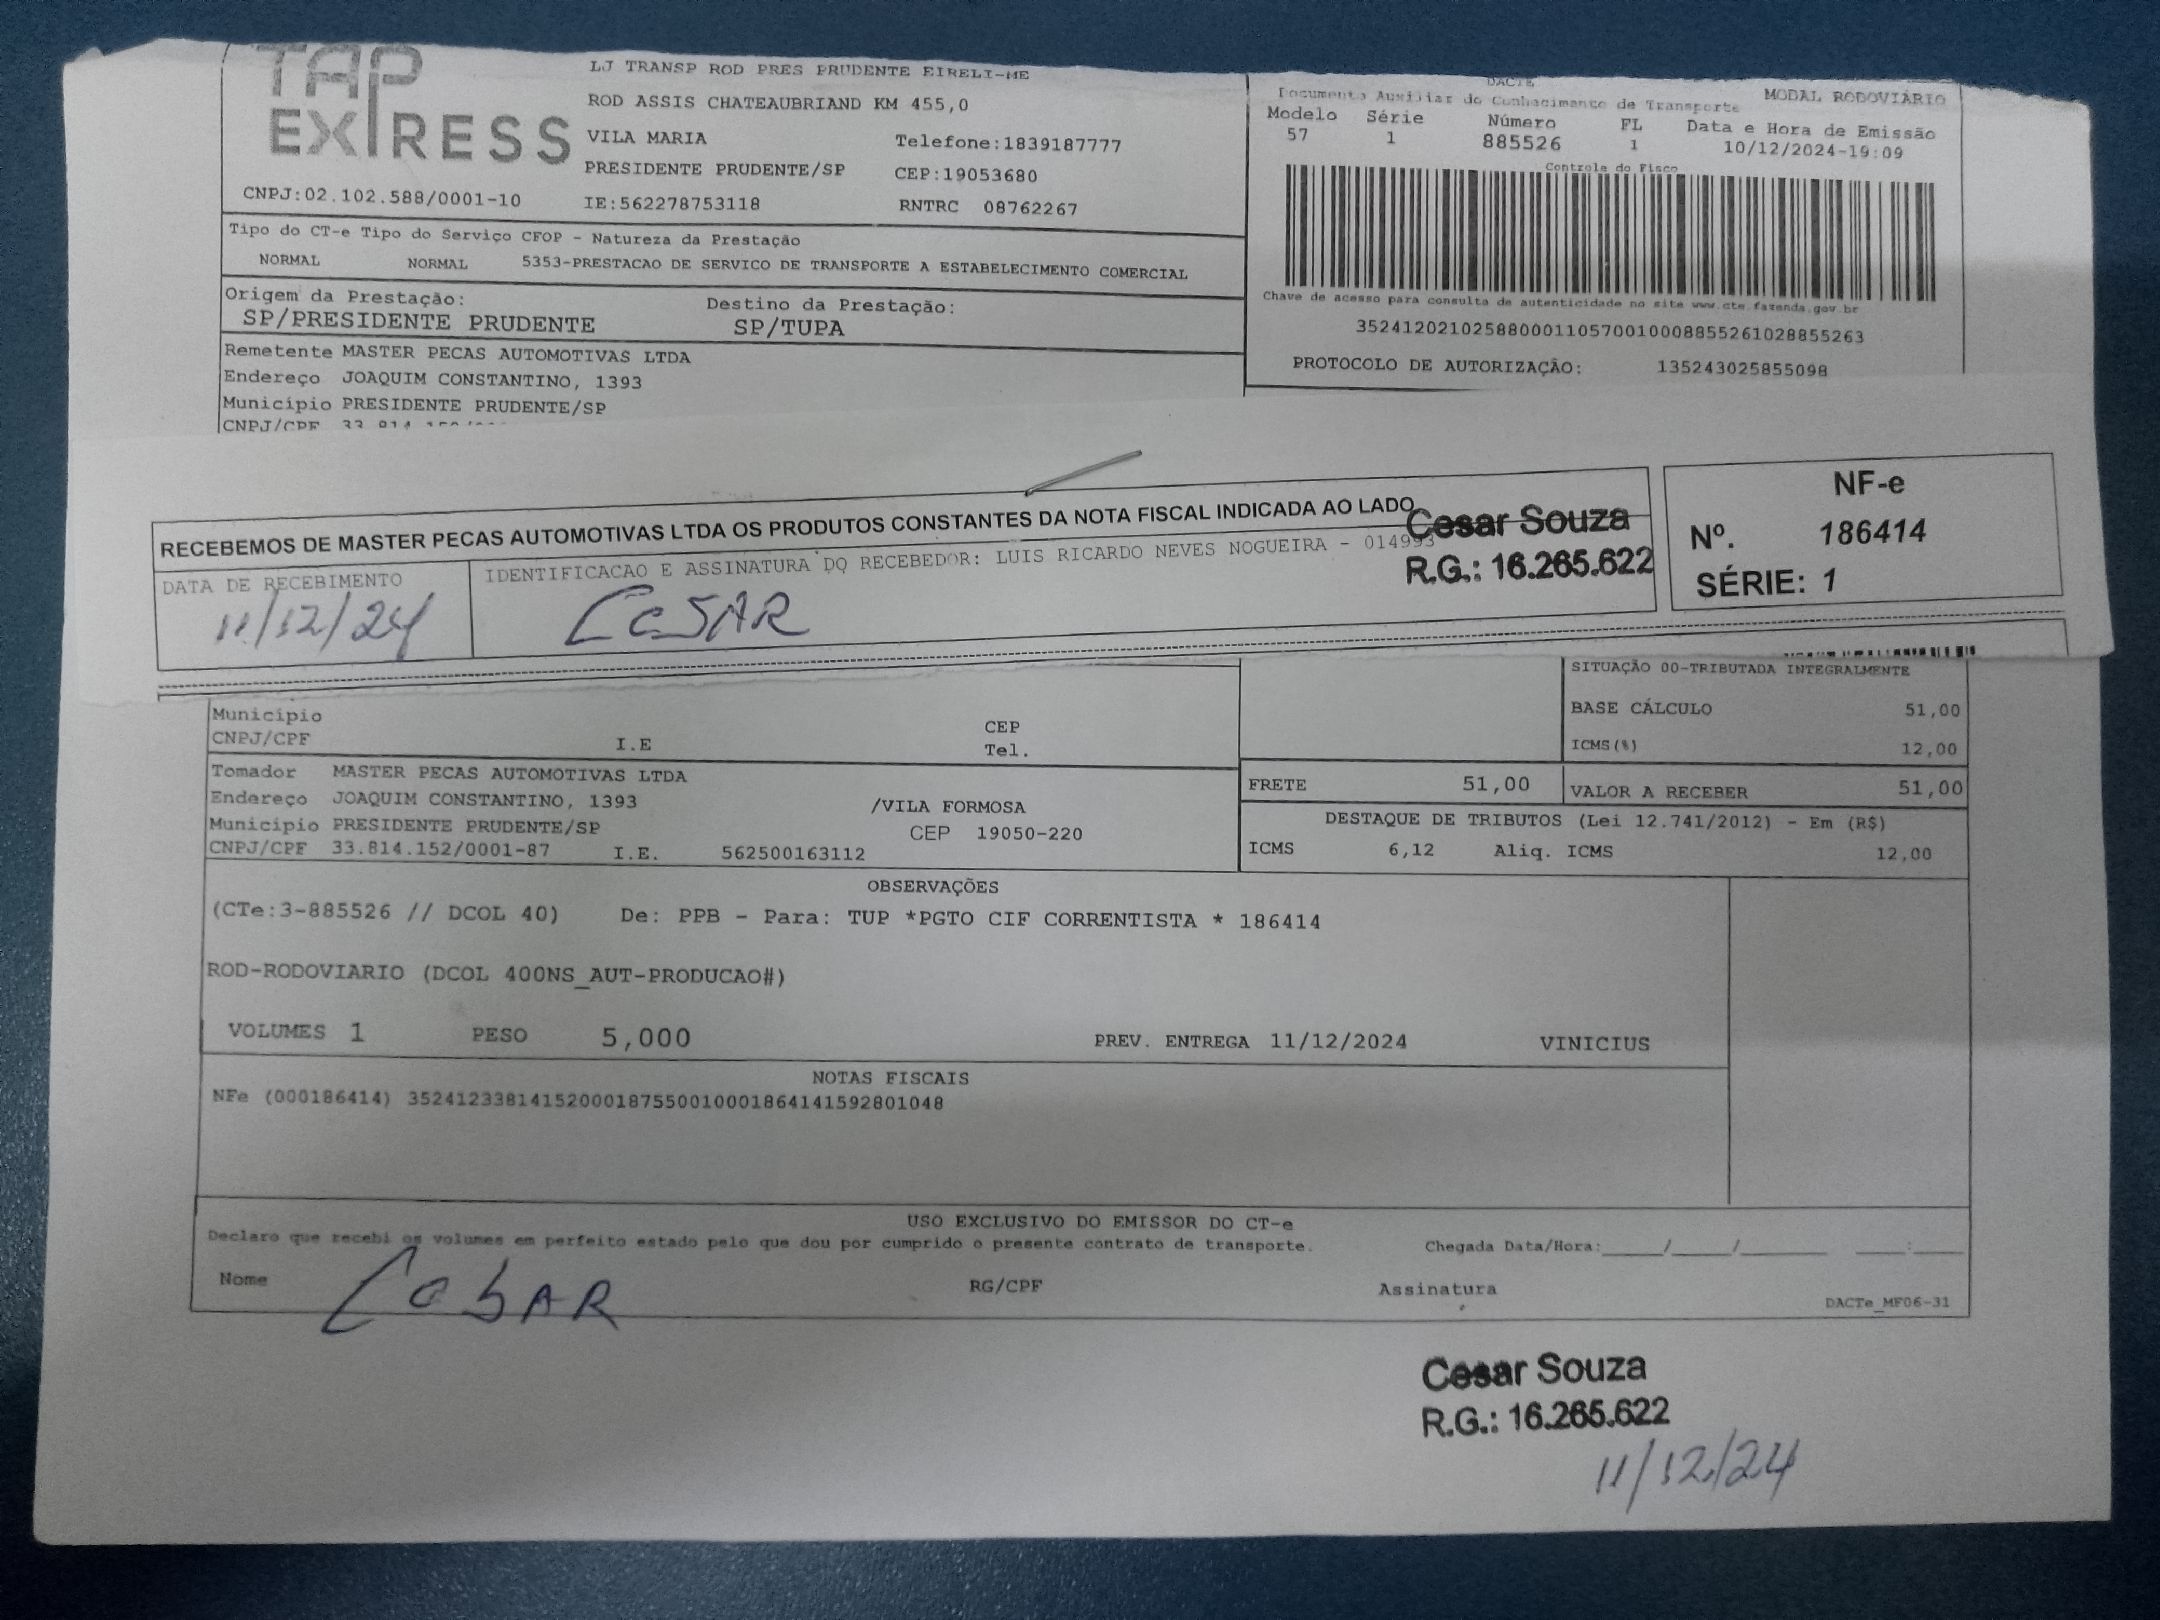 TAP
EXPRESS
LJ TRANSP ROD PRES PRUDENTE EIRELI-ME
ROD ASSIS CHATEAUBRIAND KM 455,0
VILA MARIA Telefone:1839187777
PRESIDENTE PRUDENTE/SP CEP:19053680
CNPJ:02.102.588/0001-10 IE:562278753118 RNTRC 08762267
DACTE
Documento Auxiliar do Conhecimento de Transporte MODAL RODOVIÁRIO
Modelo Série Número FL Data e Hora de Emissão
57 1 885526 1 10/12/2024-19:09
Controle do Fisco
Chave de acesso para consulta de autenticidade no site www.cte.fazenda.gov.br
35241202102588000110570010008855261028855263
PROTOCOLO DE AUTORIZAÇÃO: 135243025855098
Tipo do CT-e Tipo do Serviço CFOP - Natureza da Prestação
NORMAL NORMAL 5353-PRESTACAO DE SERVICO DE TRANSPORTE A ESTABELECIMENTO COMERCIAL
Origem da Prestação: Destino da Prestação:
SP/PRESIDENTE PRUDENTE SP/TUPA
Remetente MASTER PECAS AUTOMOTIVAS LTDA
Endereço JOAQUIM CONSTANTINO, 1393
Município PRESIDENTE PRUDENTE/SP
CNPJ/CPF 33.814.152/
RECEBEMOS DE MASTER PECAS AUTOMOTIVAS LTDA OS PRODUTOS CONSTANTES DA NOTA FISCAL INDICADA AO LADO
DATA DE RECEBIMENTO IDENTIFICACAO E ASSINATURA DO RECEBEDOR: LUIS RICARDO NEVES NOGUEIRA - 014993
11/12/24 CESAR
Cesar Souza
R.G.: 16.265.622
NF-e
Nº. 186414
SÉRIE: 1
Município CEP
CNPJ/CPF I.E Tel.
SITUAÇÃO 00-TRIBUTADA INTEGRALMENTE
BASE CÁLCULO 51,00
ICMS(%) 12,00
Tomador MASTER PECAS AUTOMOTIVAS LTDA
Endereço JOAQUIM CONSTANTINO, 1393 /VILA FORMOSA
Município PRESIDENTE PRUDENTE/SP CEP 19050-220
CNPJ/CPF 33.814.152/0001-87 I.E. 562500163112
FRETE 51,00 VALOR A RECEBER 51,00
DESTAQUE DE TRIBUTOS (Lei 12.741/2012) - Em (R$)
ICMS 6,12 Aliq. ICMS 12,00
OBSERVAÇÕES
(CTe:3-885526 // DCOL 40) De: PPB - Para: TUP *PGTO CIF CORRENTISTA * 186414
ROD-RODOVIARIO (DCOL 400NS_AUT-PRODUCAO#)
VOLUMES 1 PESO 5,000 PREV. ENTREGA 11/12/2024 VINICIUS
NOTAS FISCAIS
NFe (000186414) 35241233814152000187550010001864141592801048
USO EXCLUSIVO DO EMISSOR DO CT-e
Declaro que recebi os volumes em perfeito estado pelo que dou por cumprido o presente contrato de transporte. Chegada Data/Hora:_____/_____/________ _____:_____
Nome CESAR RG/CPF Assinatura
DACTe_MF06-31
Cesar Souza
R.G.: 16.265.622
11/12/24